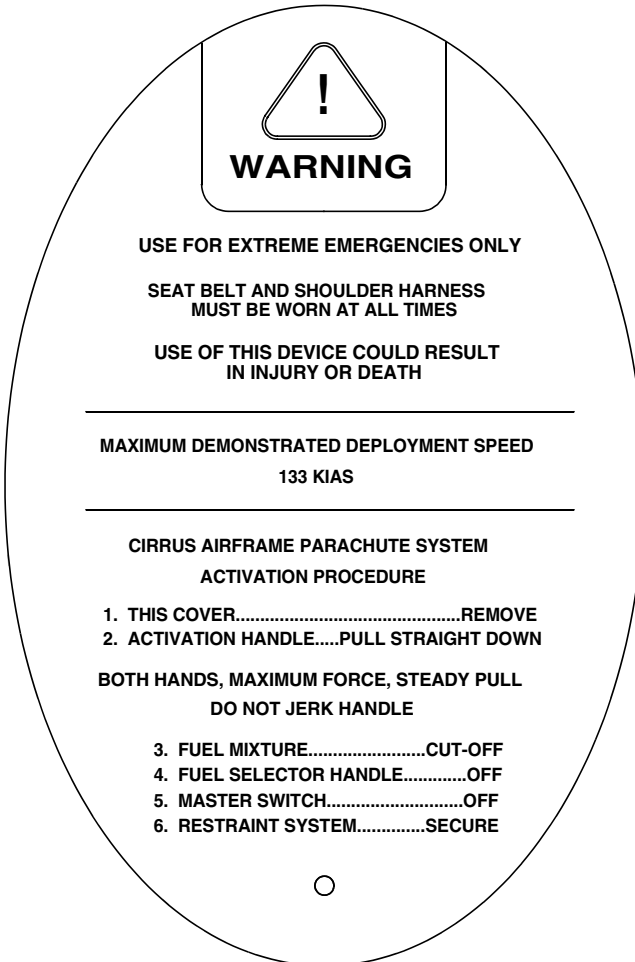 !
WARNING
USE FOR EXTREME EMERGENCIES ONLY
SEAT BELT AND SHOULDER HARNESS
MUST BE WORN AT ALL TIMES
USE OF THIS DEVICE COULD RESULT
IN INJURY OR DEATH
MAXIMUM DEMONSTRATED DEPLOYMENT SPEED
133 KIAS
CIRRUS AIRFRAME PARACHUTE SYSTEM
ACTIVATION PROCEDURE
1. THIS COVER..............................................REMOVE
2. ACTIVATION HANDLE.....PULL STRAIGHT DOWN
BOTH HANDS, MAXIMUM FORCE, STEADY PULL
DO NOT JERK HANDLE
3. FUEL MIXTURE........................CUT-OFF
4. FUEL SELECTOR HANDLE.............OFF
5. MASTER SWITCH............................OFF
6. RESTRAINT SYSTEM..............SECURE